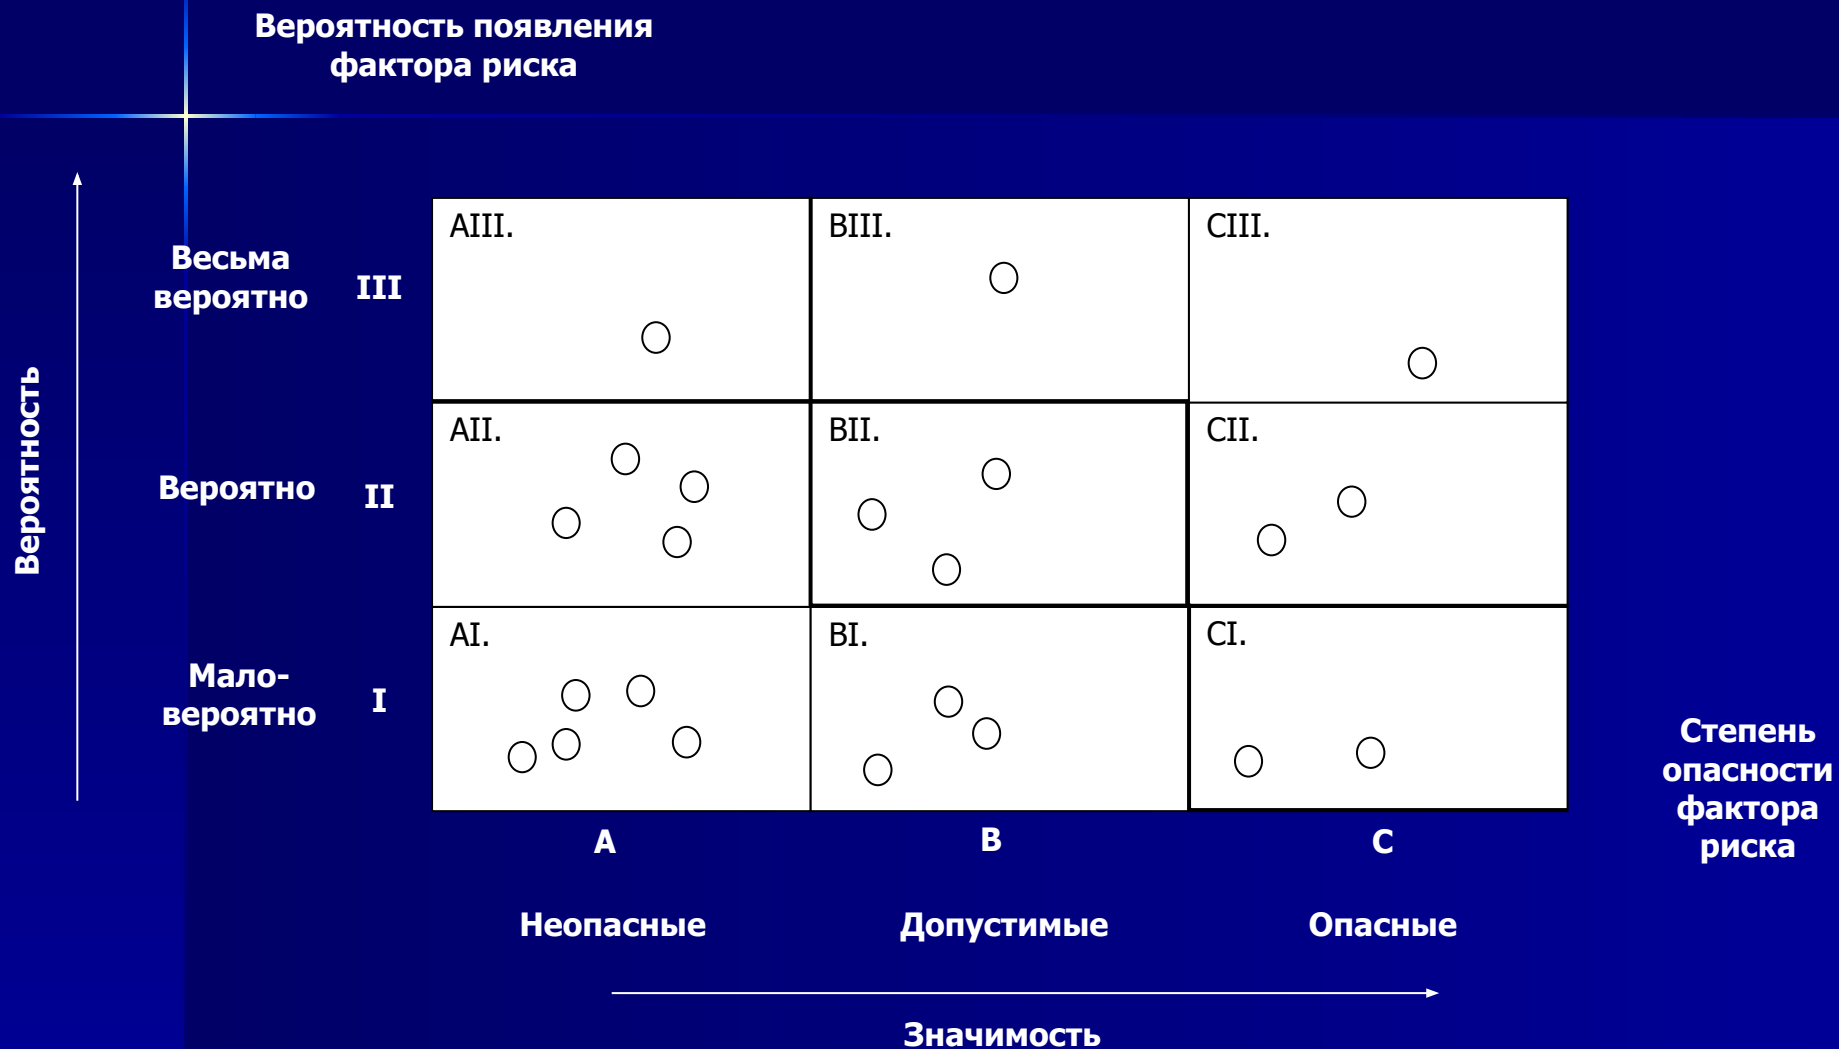 Вероятность появления
фактора риска
Вероятность
Весьма
вероятно
III
AIII.
BIII.
CIII.
Вероятно
II
AII.
BII.
CII.
Мало-
вероятно
I
AI.
BI.
CI.
Степень
опасности
фактора
риска
A
B
C
Неопасные
Допустимые
Опасные
Значимость